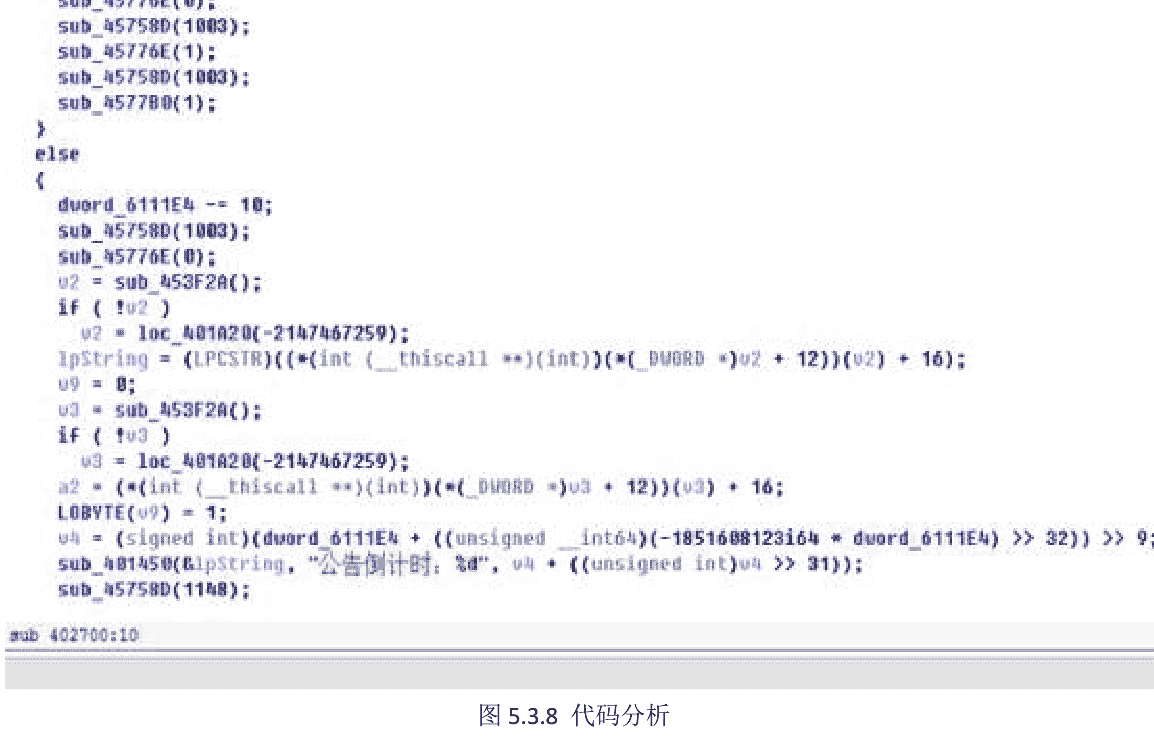 sub_45776E(0);
sub_45758D(1003);
sub_45776E(1);
sub_45758D(1003);
sub_4577B0(1);
}
else
{
dword_6111E4 -= 10;
sub_45758D(1003);
sub_45776E(0);
v2 = sub_453F2A();
if ( !v2 )
v2 = loc_401A20(-2147467259);
lpString = (LPCSTR)((*(int (__thiscall **)(int))(*(_DWORD *)v2 + 12))(v2) + 16);
v9 = 0;
v3 = sub_453F2A();
if ( !v3 )
v3 = loc_401A20(-2147467259);
a2 = (*(int (__thiscall **)(int))(*(_DWORD *)v3 + 12))(v3) + 16;
LOBYTE(v9) = 1;
v4 = (signed int)(dword_6111E4 + ((unsigned __int64)(-1851608123i64 * dword_6111E4) >> 32)) >> 9;
sub_401450(&lpString, "公告倒计时：%d", v4 + ((unsigned int)v4 >> 31));
sub_45758D(1148);
sub_402700:10
图 5.3.8 代码分析